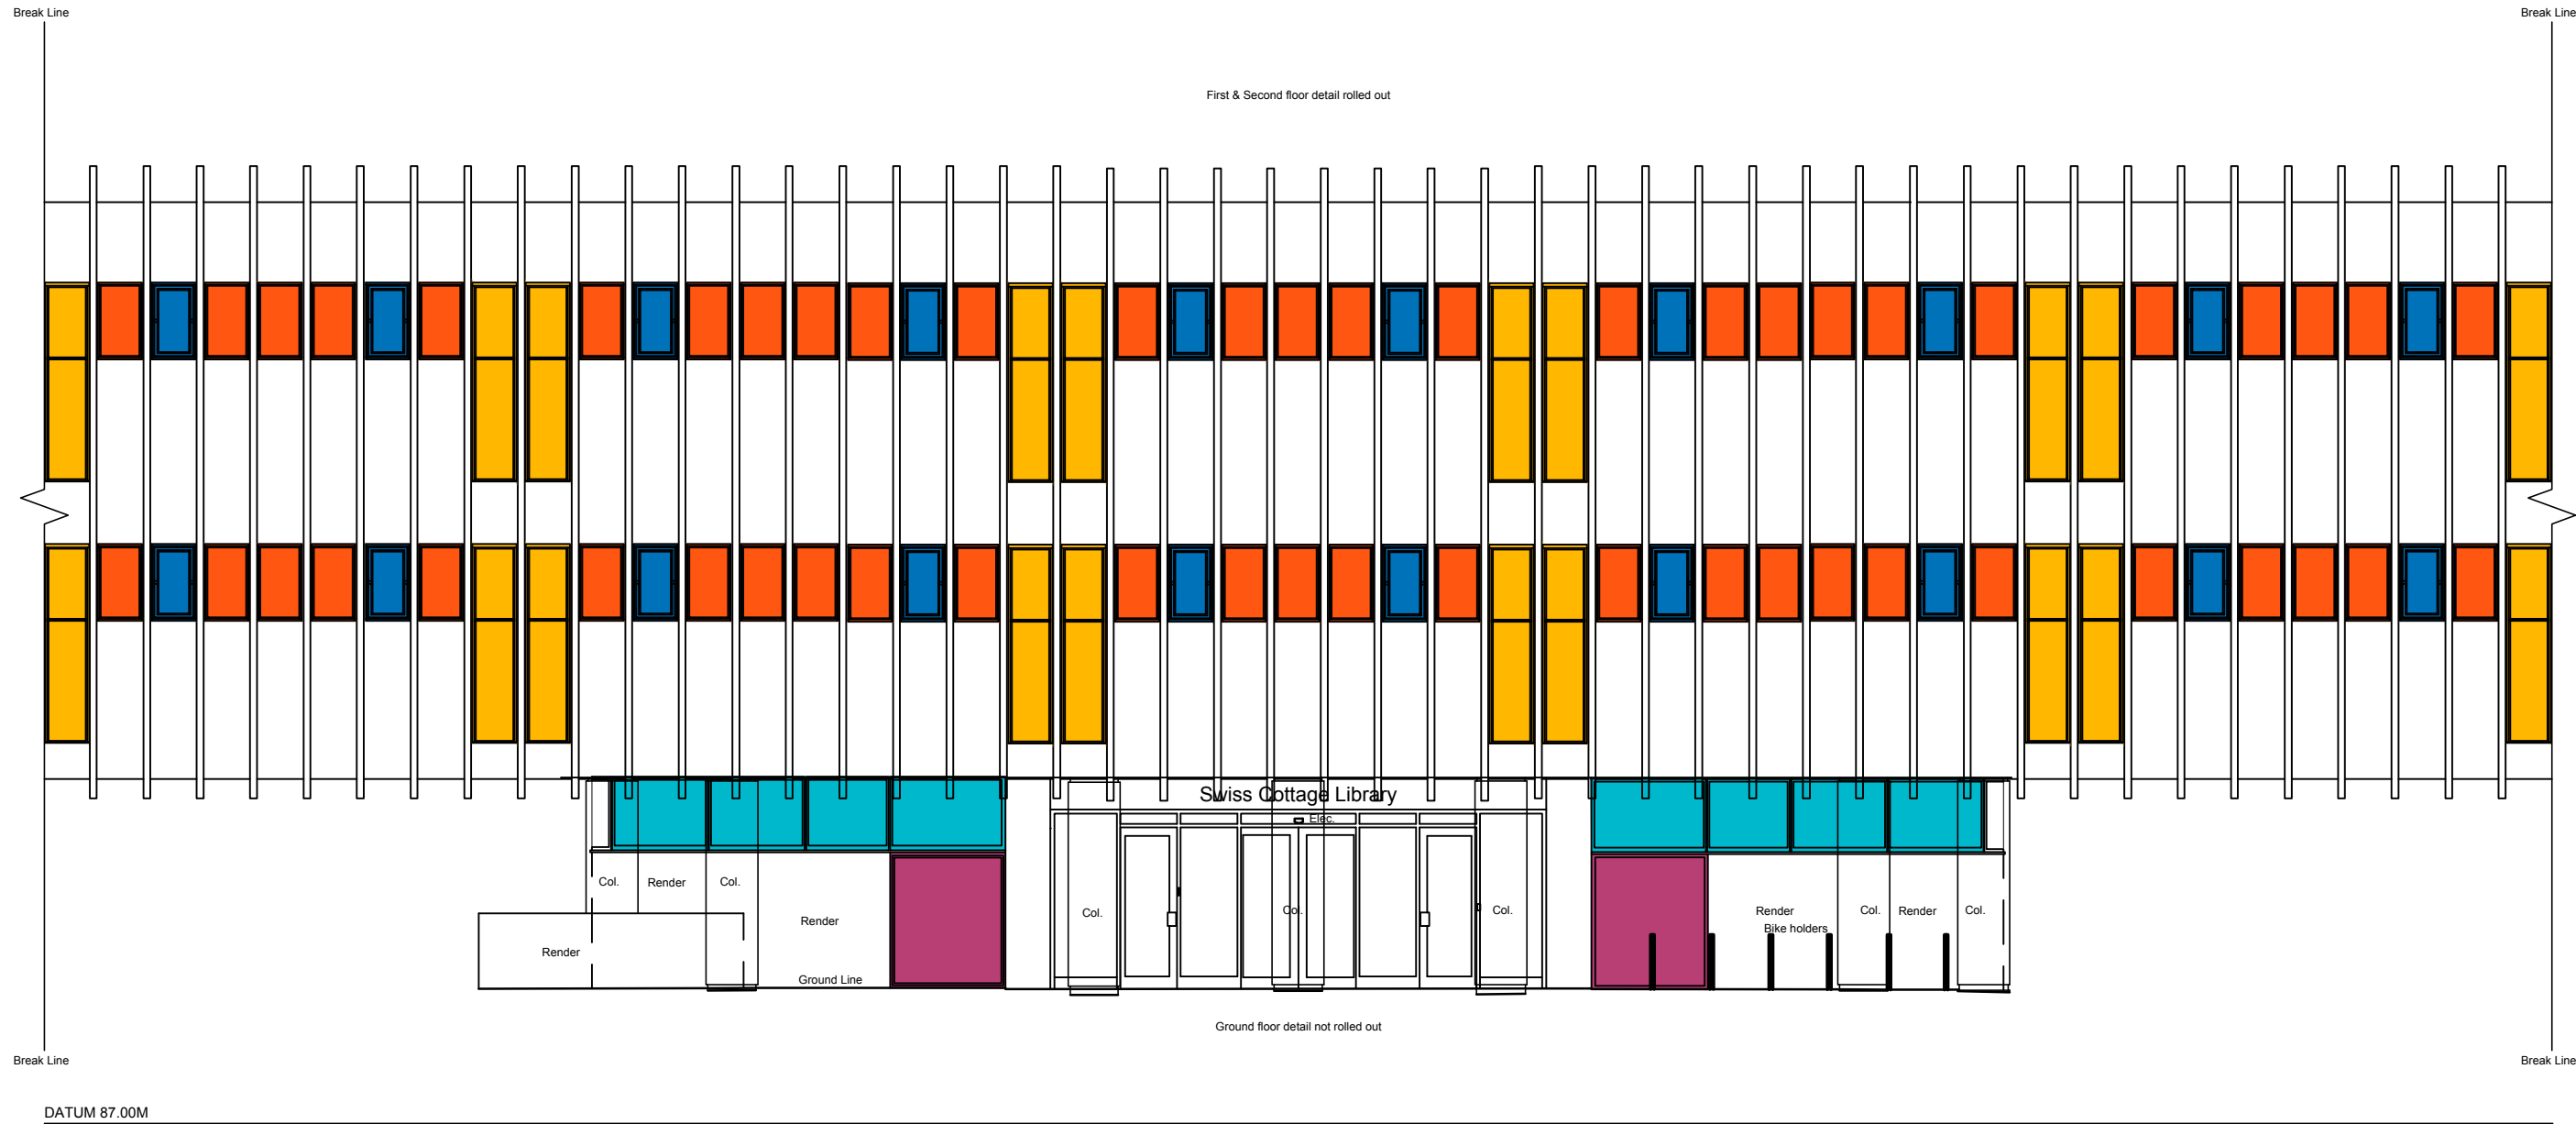 Break Line
Break Line
First & Second floor detail rolled out
Swiss Cottage Library
Elec.
Col.
Render
Col.
Render
Render
Ground Line
Col.
Col.
Col.
Render
Bike holders
Col.
Render
Col.
Ground floor detail not rolled out
Break Line
Break Line
DATUM 87.00M